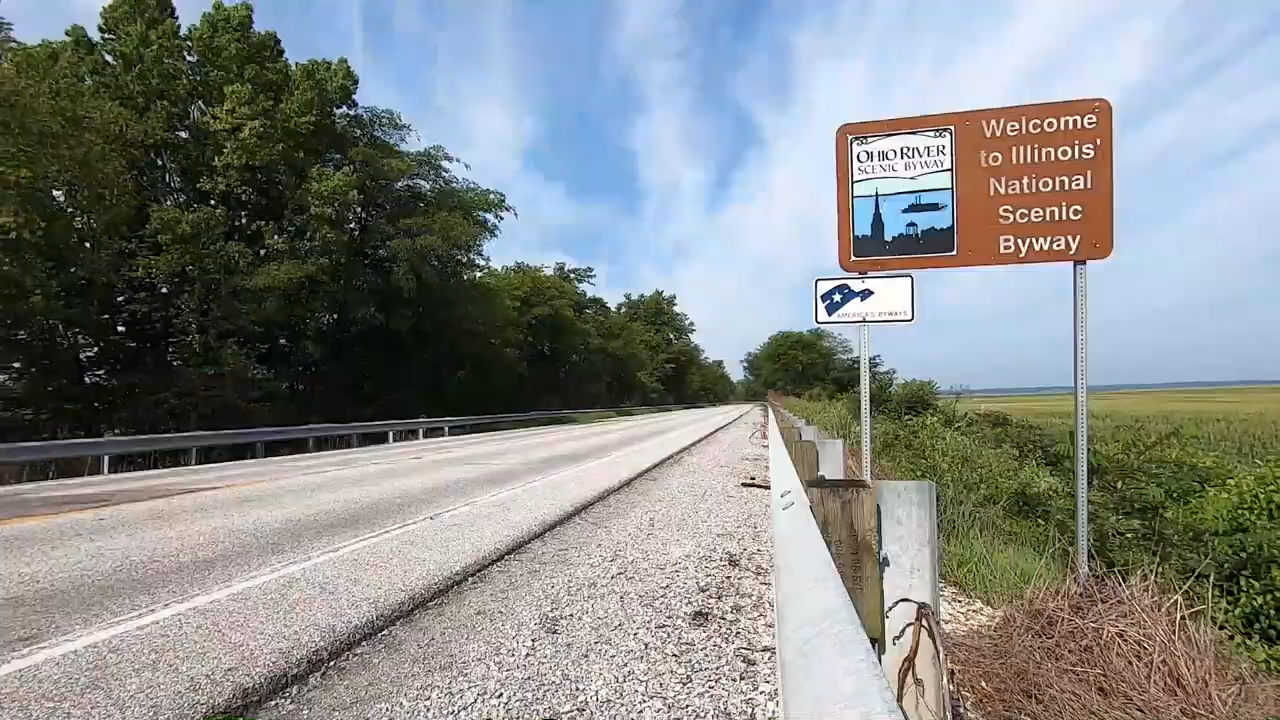 OHIO RIVER
SCENIC BYWAY
Welcome
to Illinois'
National
Scenic
Byway
AMERICA'S BYWAYS